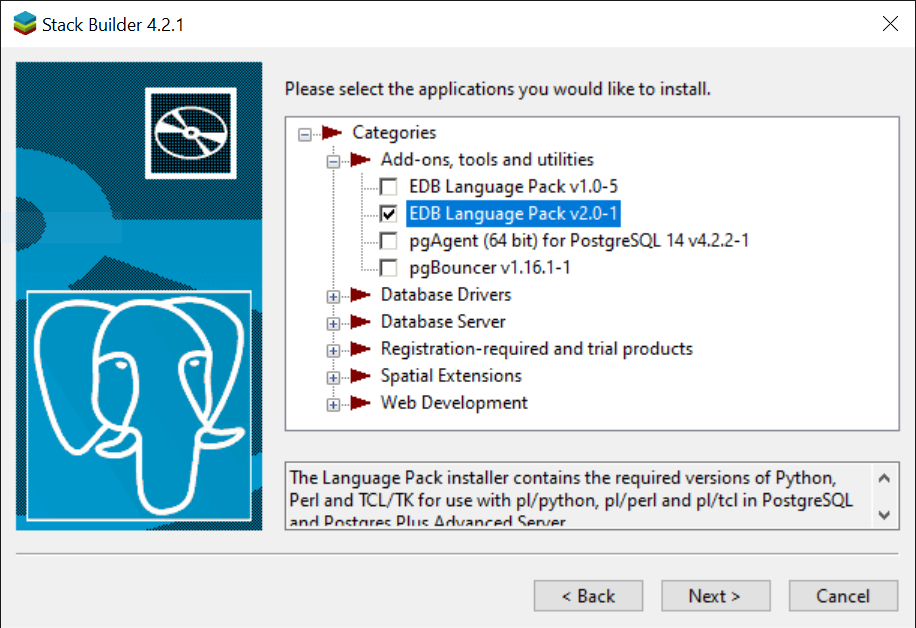 Stack Builder 4.2.1
Please select the applications you would like to install.
Categories
Add-ons, tools and utilities
EDB Language Pack v1.0-5
EDB Language Pack v2.0-1
pgAgent (64 bit) for PostgreSQL 14 v4.2.2-1
pgBouncer v1.16.1-1
Database Drivers
Database Server
Registration-required and trial products
Spatial Extensions
Web Development
The Language Pack installer contains the required versions of Python,
Perl and TCL/TK for use with pl/python, pl/perl and pl/tcl in PostgreSQL
and Postgres Plus Advanced Server
< Back
Next >
Cancel